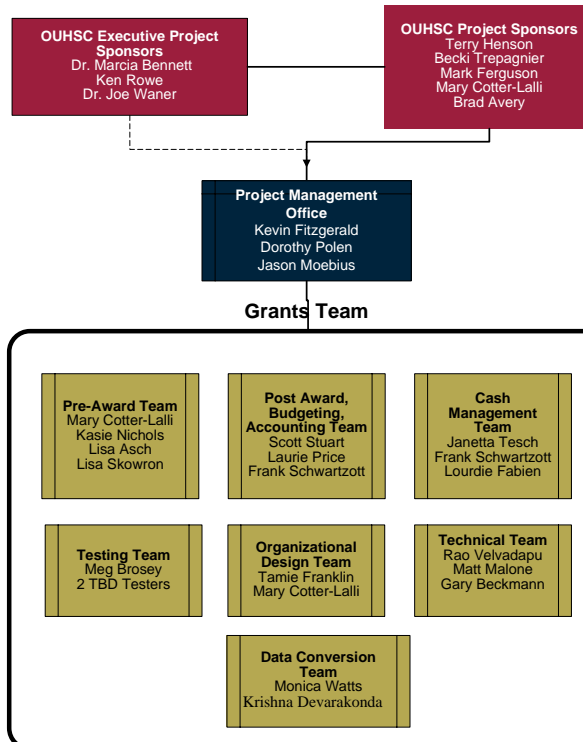 OUHSC Executive Project
Sponsors
Dr. Marcia Bennett
Ken Rowe
Dr. Joe Waner
OUHSC Project Sponsors
Terry Henson
Becki Trepagnier
Mark Ferguson
Mary Cotter-Lalli
Brad Avery
Project Management
Office
Kevin Fitzgerald
Dorothy Polen
Jason Moebius
Grants Team
Pre-Award Team
Mary Cotter-Lalli
Kasie Nichols
Lisa Asch
Lisa Skowron
Post Award,
Budgeting,
Accounting Team
Scott Stuart
Laurie Price
Frank Schwartzott
Cash
Management
Team
Janetta Tesch
Frank Schwartzott
Lourdie Fabien
Testing Team
Meg Brosey
2 TBD Testers
Organizational
Design Team
Tamie Franklin
Mary Cotter-Lalli
Technical Team
Rao Velvadapu
Matt Malone
Gary Beckmann
Data Conversion
Team
Monica Watts
Krishna Devarakonda